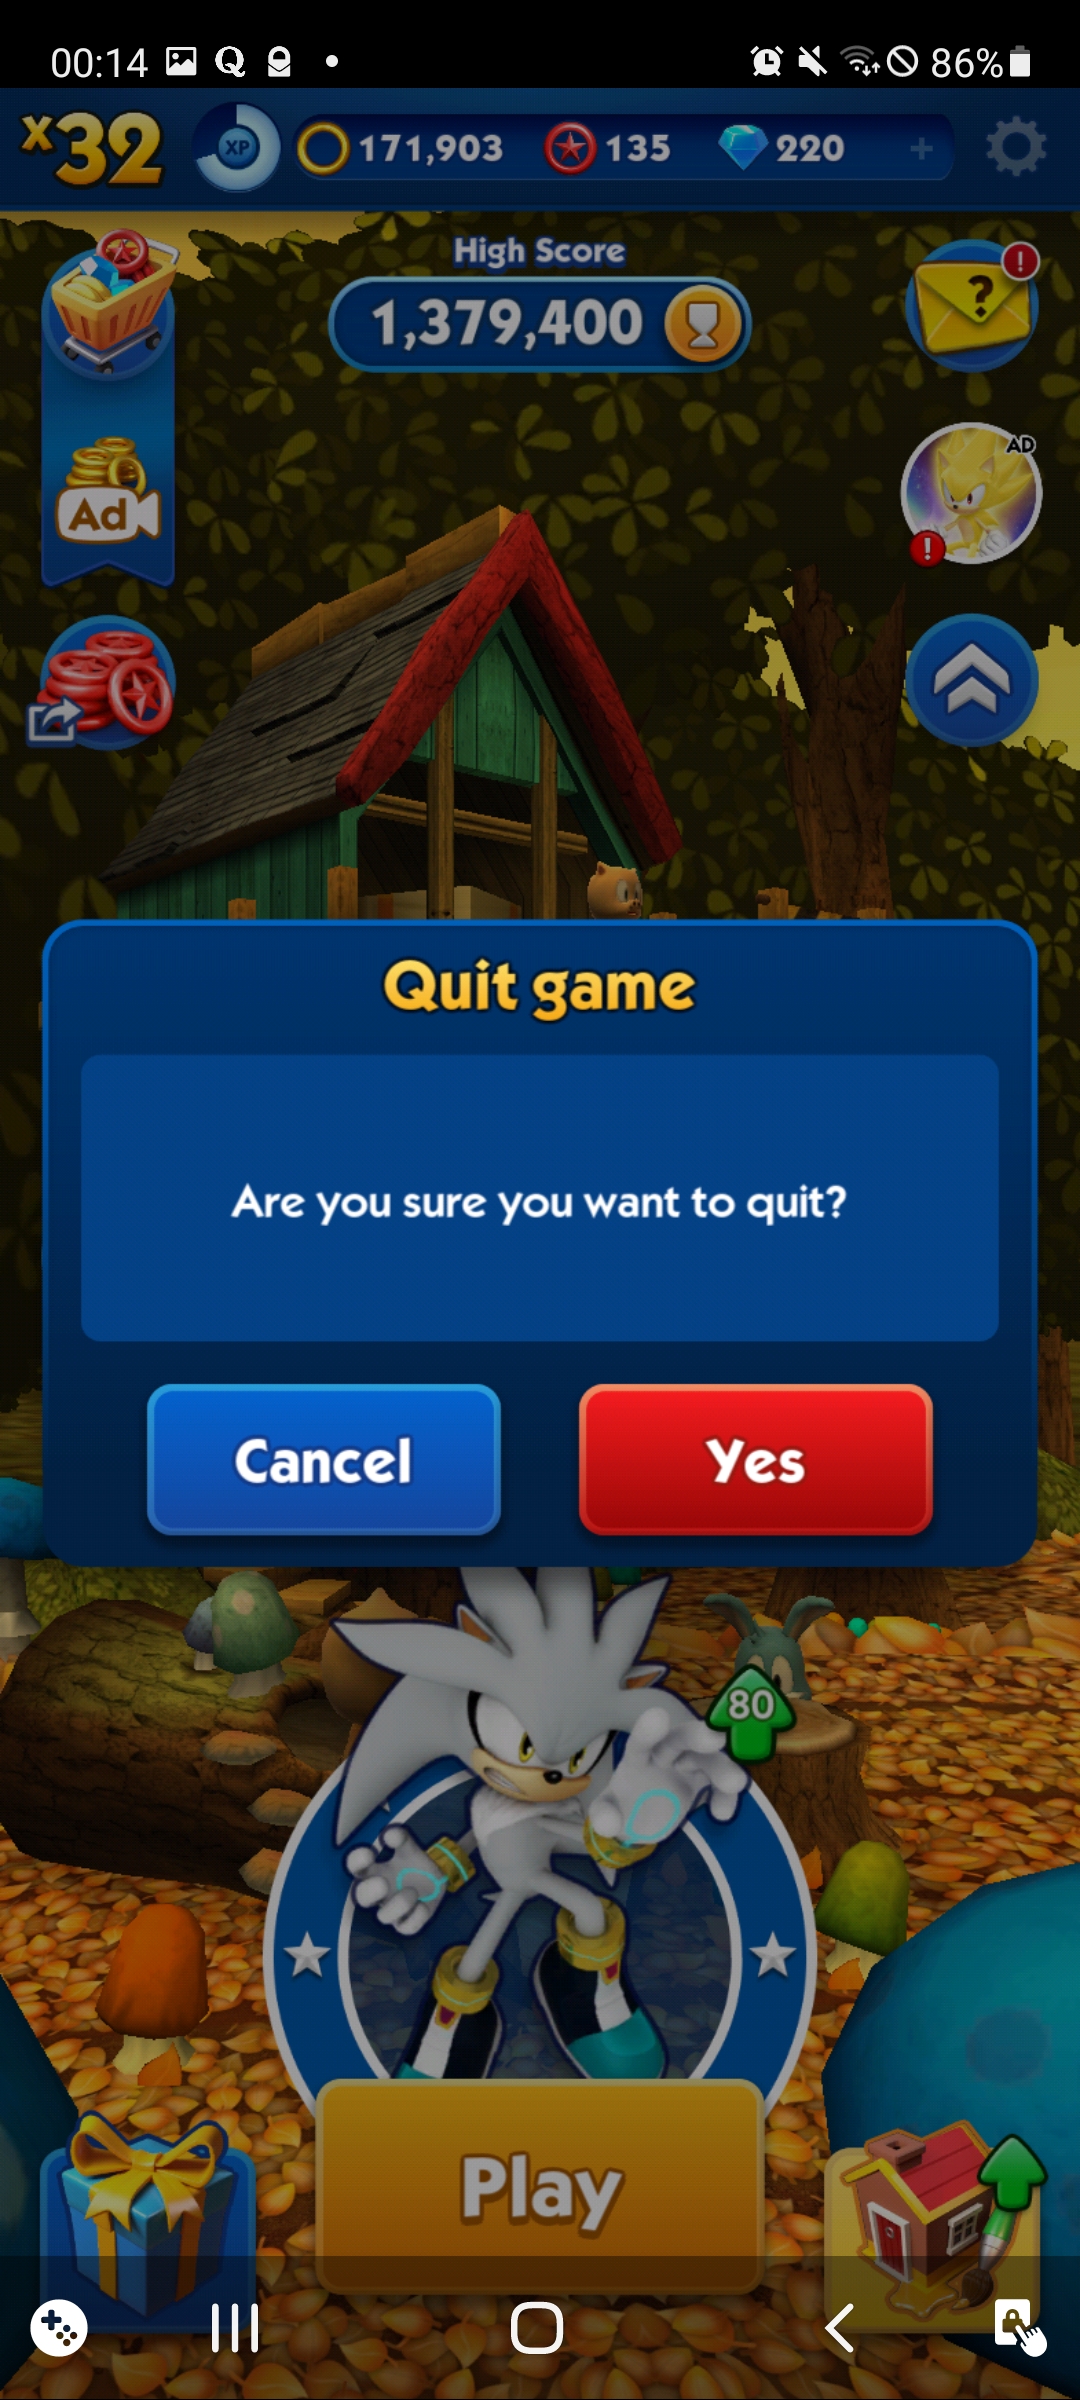 00:14
86%
x32
XP
171,903
135
220
+
High Score
1,379,400
?
!
AD
!
Ad
Quit game
Are you sure you want to quit?
Cancel
Yes
80
Play